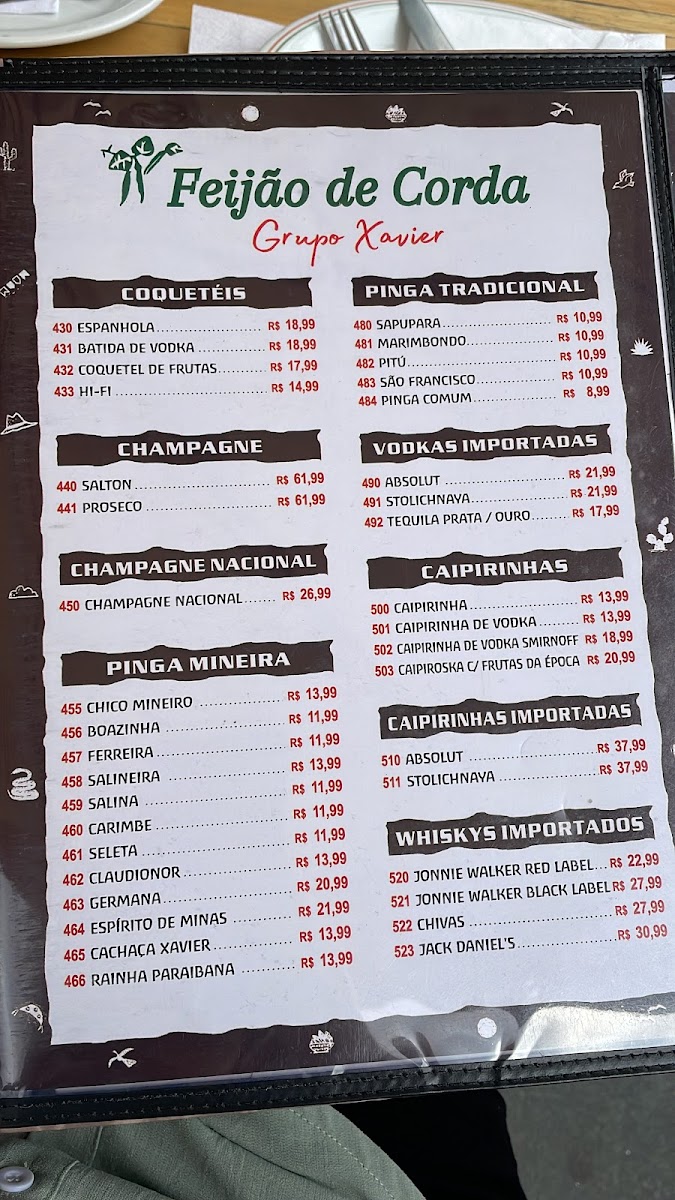 Feijão de Corda
Grupo Xavier
COQUETÉIS
430 ESPANHOLA R$ 18,99
431 BATIDA DE VODKA R$ 18,99
432 COQUETEL DE FRUTAS R$ 17,99
433 HI-FI R$ 14,99
CHAMPAGNE
440 SALTON R$ 61,99
441 PROSECO R$ 61,99
CHAMPAGNE NACIONAL
450 CHAMPAGNE NACIONAL R$ 26,99
PINGA MINEIRA
455 CHICO MINEIRO R$ 13,99
456 BOAZINHA R$ 11,99
457 FERREIRA R$ 11,99
458 SALINEIRA R$ 13,99
459 SALINA R$ 11,99
460 CARIMBE R$ 11,99
461 SELETA R$ 11,99
462 CLAUDIONOR R$ 13,99
463 GERMANA R$ 20,99
464 ESPÍRITO DE MINAS R$ 21,99
465 CACHAÇA XAVIER R$ 13,99
466 RAINHA PARAIBANA R$ 13,99
PINGA TRADICIONAL
480 SAPUPARA R$ 10,99
481 MARIMBONDO R$ 10,99
482 PITÚ R$ 10,99
483 SÃO FRANCISCO R$ 10,99
484 PINGA COMUM R$ 8,99
VODKAS IMPORTADAS
490 ABSOLUT R$ 21,99
491 STOLICHNAYA R$ 21,99
492 TEQUILA PRATA / OURO R$ 17,99
CAIPIRINHAS
500 CAIPIRINHA R$ 13,99
501 CAIPIRINHA DE VODKA R$ 13,99
502 CAIPIRINHA DE VODKA SMIRNOFF R$ 18,99
503 CAIPIROSKA C/ FRUTAS DA ÉPOCA R$ 20,99
CAIPIRINHAS IMPORTADAS
510 ABSOLUT R$ 37,99
511 STOLICHNAYA R$ 37,99
WHISKYS IMPORTADOS
520 JONNIE WALKER RED LABEL R$ 22,99
521 JONNIE WALKER BLACK LABEL R$ 27,99
522 CHIVAS R$ 27,99
523 JACK DANIEL'S R$ 30,99